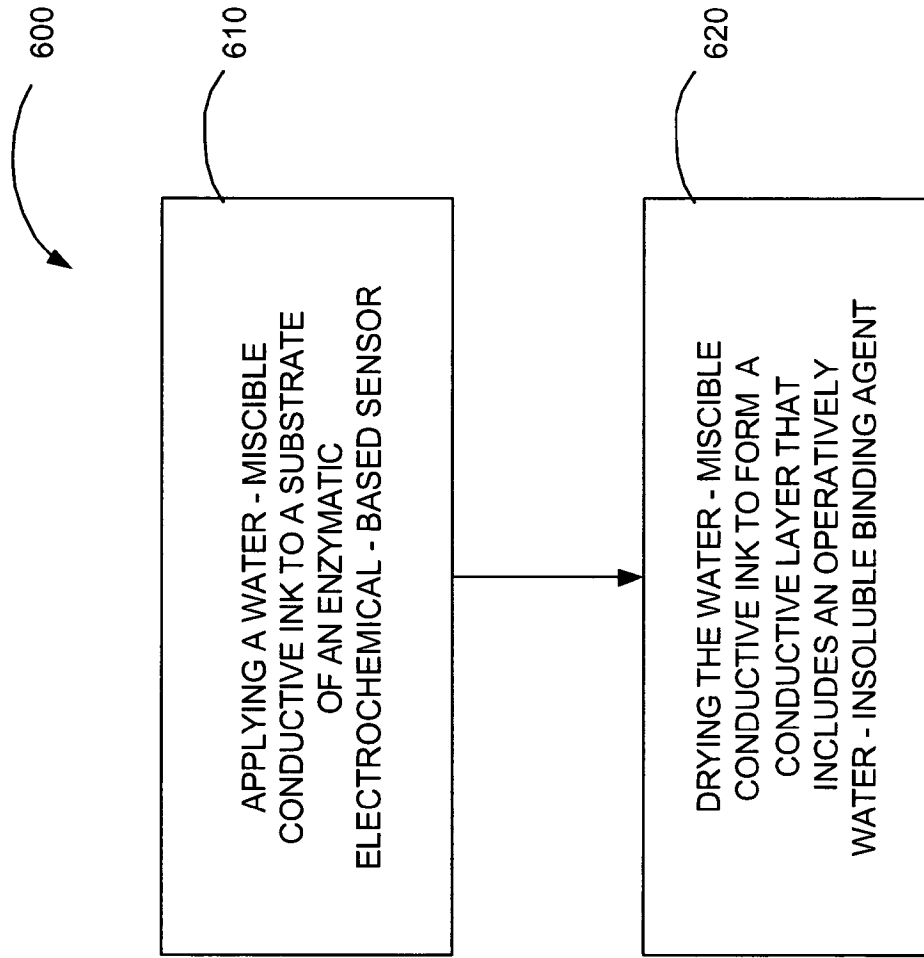 600
610
APPLYING A WATER - MISCIBLE
CONDUCTIVE INK TO A SUBSTRATE
OF AN ENZYMATIC
ELECTROCHEMICAL - BASED SENSOR
620
DRYING THE WATER - MISCIBLE
CONDUCTIVE INK TO FORM A
CONDUCTIVE LAYER THAT
INCLUDES AN OPERATIVELY
WATER - INSOLUBLE BINDING AGENT